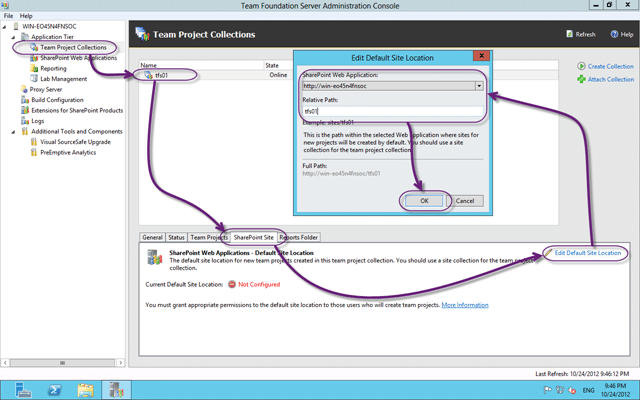 Team Foundation Server Administration Console
File Help
WIN-EO45N4FNSOC
Application Tier
Team Project Collections
SharePoint Web Applications
Reporting
Lab Management
Proxy Server
Build Configuration
Extensions for SharePoint Products
Logs
Additional Tools and Components
Visual SourceSafe Upgrade
PreEmptive Analytics
Team Project Collections
Refresh
Help
Name State
tfs01 Online
Create Collection
Attach Collection
Edit Default Site Location
SharePoint Web Application:
http://win-eo45n4fnsoc
Relative Path:
tfs01
Example: sites/tfs01
This is the path within the selected Web application where sites for
new projects will be created by default. You should use a site
collection for the team project collection.
Full Path:
http://win-eo45n4fnsoc/tfs01
OK Cancel
General Status Team Projects SharePoint Site Reports Folder
SharePoint Web Applications - Default Site Location
The default site location for new team projects created in this team project collection. You should use a site collection for the team project
collection.
Edit Default Site Location
Current Default Site Location: Not Configured
You must grant appropriate permissions to the default site location to those users who will create team projects. More Information
Last Refresh: 10/24/2012 9:46:12 PM
ENG
9:46 PM
10/24/2012